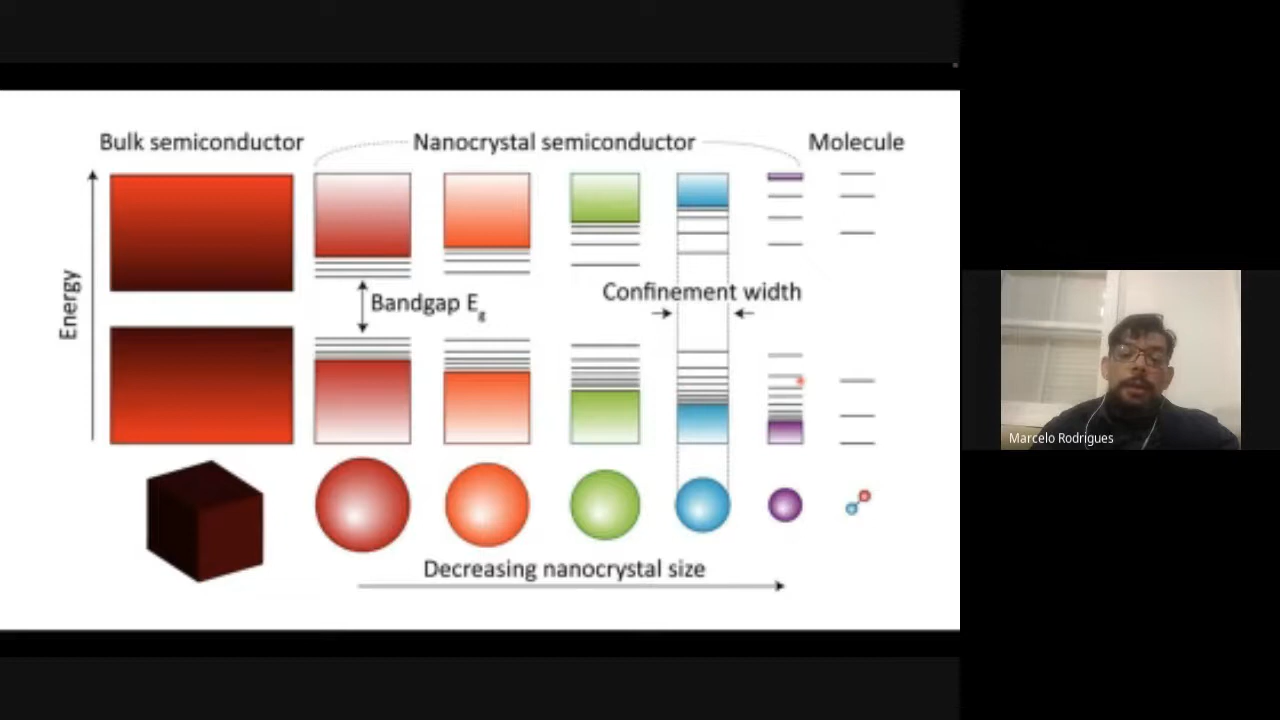 Bulk semiconductor
Nanocrystal semiconductor
Molecule
Energy
Bandgap Eg
Confinement width
Decreasing nanocrystal size
Marcelo Rodrigues